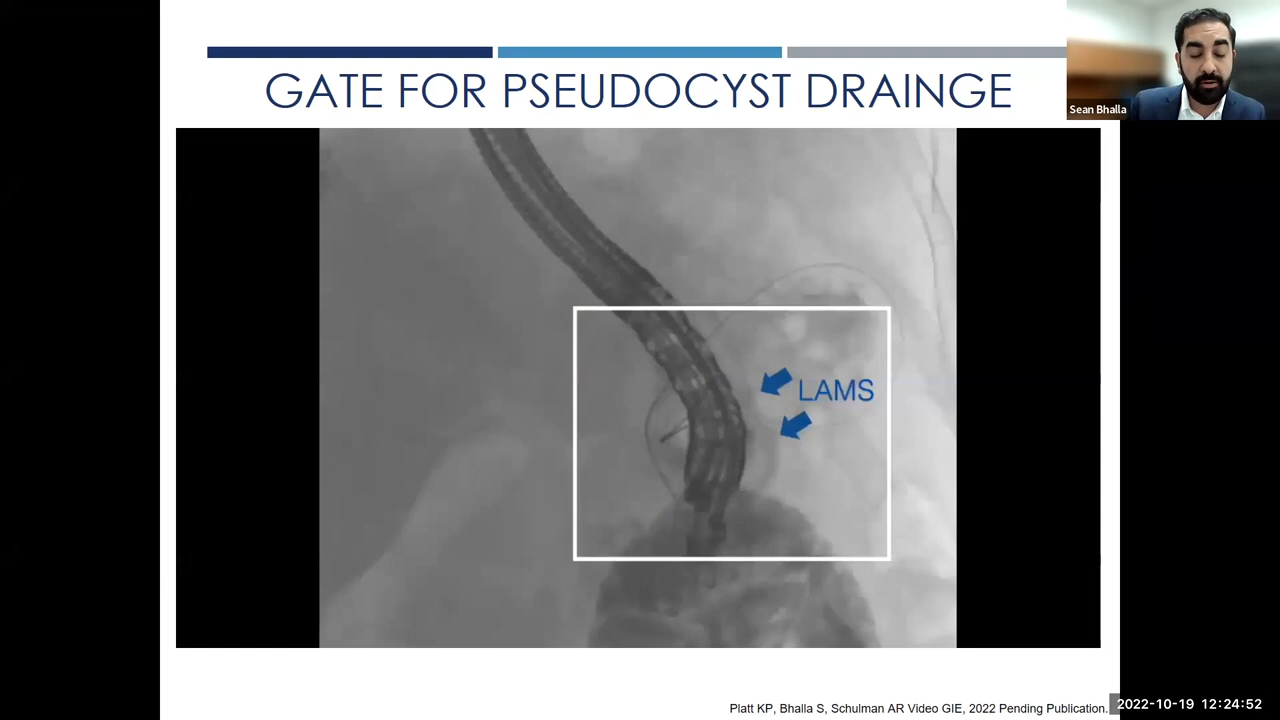 GATE FOR PSEUDOCYST DRAINGE
Sean Bhalla
LAMS
Platt KP, Bhalla S, Schulman AR Video GIE, 2022 Pending Publication.
2022-10-19 12:24:52